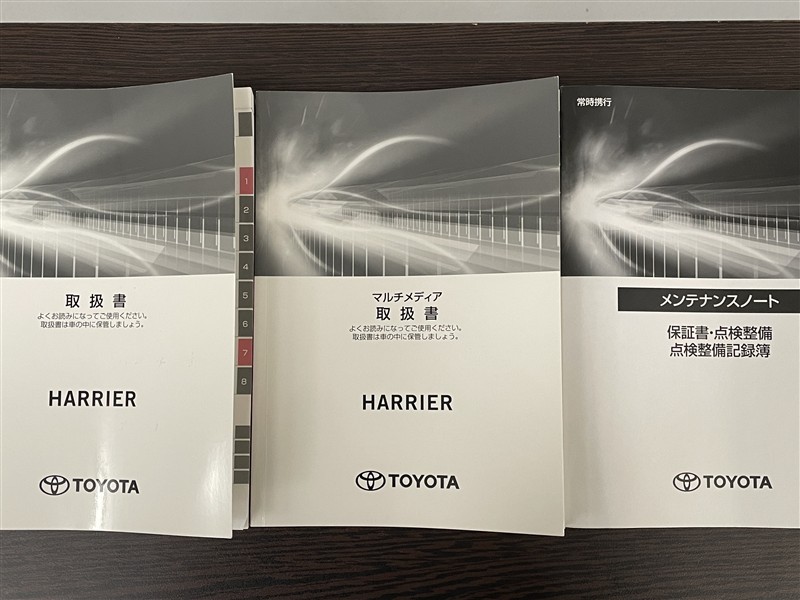 取扱書
よくお読みになってご使用ください。
取扱書は車の中に保管しましょう。
HARRIER
TOYOTA
1
2
3
4
5
6
7
8
マルチメディア
取扱書
よくお読みになってご使用ください。
取扱書は車の中に保管しましょう。
HARRIER
TOYOTA
常時携行
メンテナンスノート
保証書・点検整備
点検整備記録簿
TOYOTA